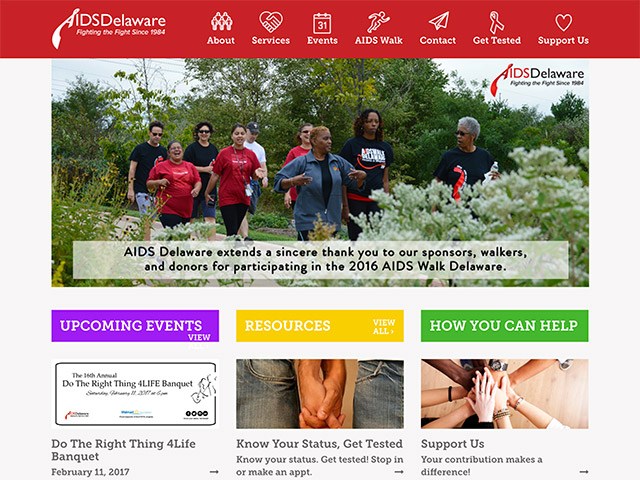 AIDSDelaware
Fighting the Fight Since 1984
31
About
Services
Events
AIDS Walk
Contact
Get Tested
Support Us
AIDSDelaware
Fighting the Fight Since 1984
AIDSWALK
DELAWARE
AIDS Delaware extends a sincere thank you to our sponsors, walkers,
and donors for participating in the 2016 AIDS Walk Delaware.
UPCOMING EVENTS
VIEW
RESOURCES
VIEW
ALL ›
HOW YOU CAN HELP
The 16th Annual
Do The Right Thing 4LIFE Banquet
Saturday, February 11, 2017 at 6 pm
AIDSDelaware
Do The Right Thing 4Life
Banquet
February 11, 2017
Know Your Status, Get Tested
Know your status. Get tested! Stop in
or make an appt.
Support Us
Your contribution makes a
difference!